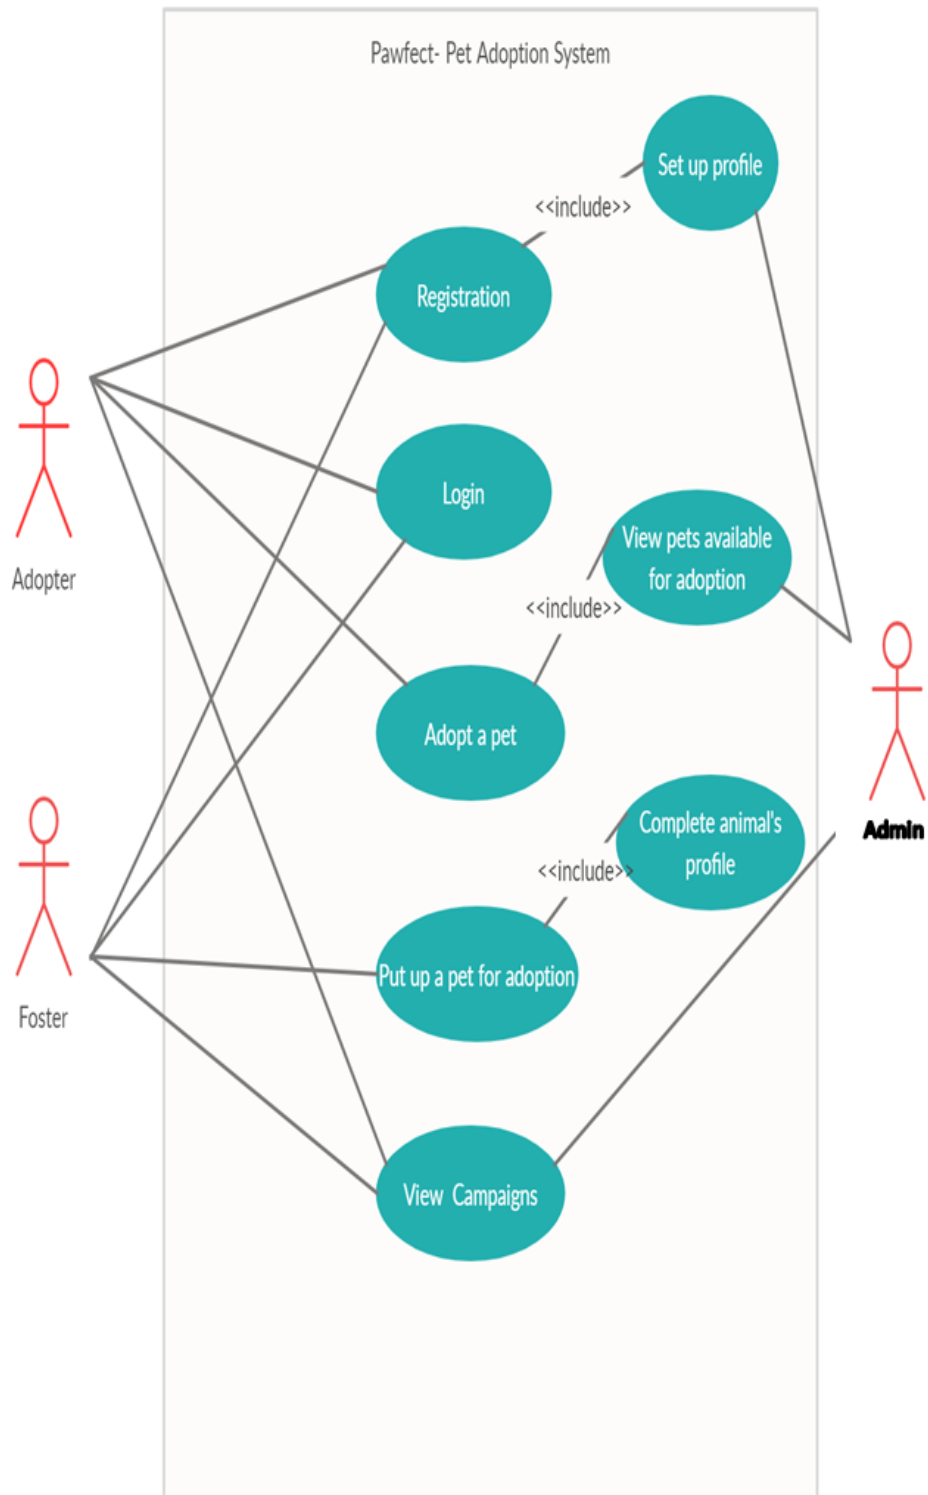 Pawfect- Pet Adoption System
Set up profile
<<include>>
Registration
Login
View pets available
for adoption
<<include>>
Adopter
Adopt a pet
Complete animal's
profile
Admin
<<include>>
Put up a pet for adoption
Foster
View  Campaigns